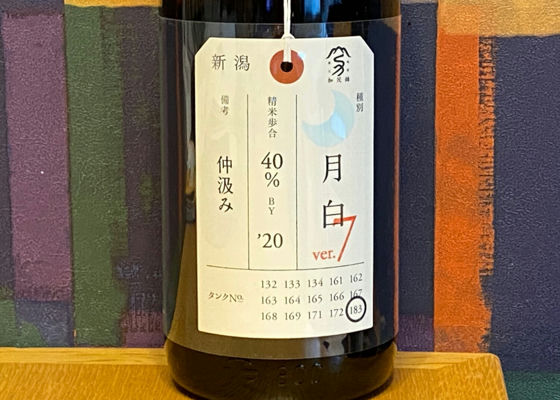 新潟
加茂錦
種別
月白
ver.7
精米歩合
40
%
BY
'20
備考
仲汲み
タンクNo.
132 133 134 161 162
163 164 165 166 167
168 169 171 172 183